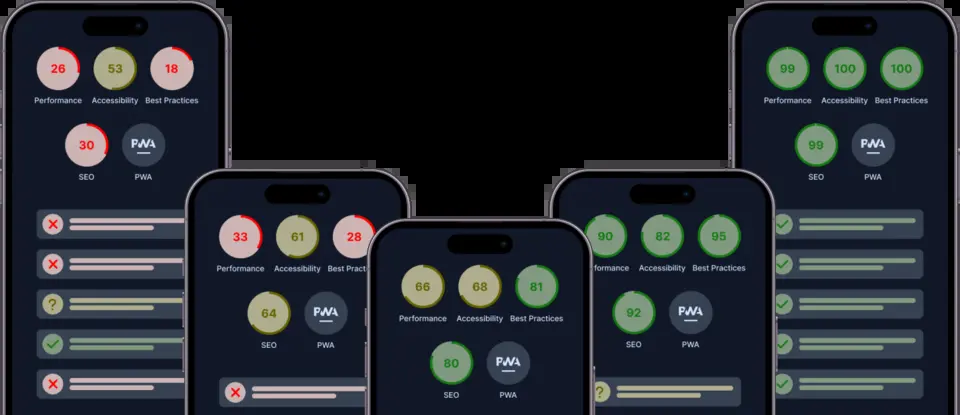 26 53 18
Performance Accessibility Best Practices
30 PWA
SEO PWA
33 61 28
Performance Accessibility Best Pract
64 PWA
SEO PWA
66 68 81
Performance Accessibility Best Practices
80 PWA
SEO PWA
90 82 95
formance Accessibility Best Practices
92 PWA
SEO PWA
99 100 100
Performance Accessibility Best Practices
99 PWA
SEO PWA